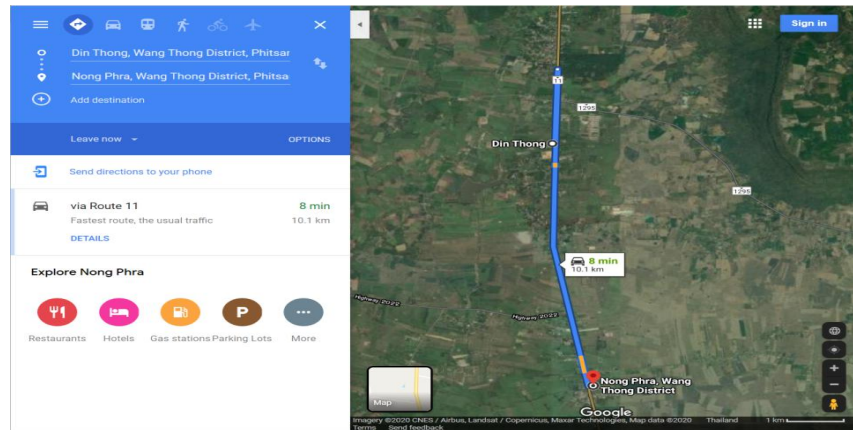 Sign in
Din Thong, Wang Thong District, Phitsar
Nong Phra, Wang Thong District, Phitsa
Add destination
Leave now
OPTIONS
Send directions to your phone
via Route 11
8 min
Fastest route, the usual traffic
10.1 km
DETAILS
Explore Nong Phra
P
Restaurants
Hotels
Gas stations
Parking Lots
More
11
1295
Din Thong
1295
8 min
10.1 km
Highway 2022
Highway 2022
Nong Phra, Wang
Thong District
Map
Google
Imagery ©2020 CNES / Airbus, Landsat / Copernicus, Maxar Technologies, Map data ©2020 Thailand 1 km
Terms Send feedback